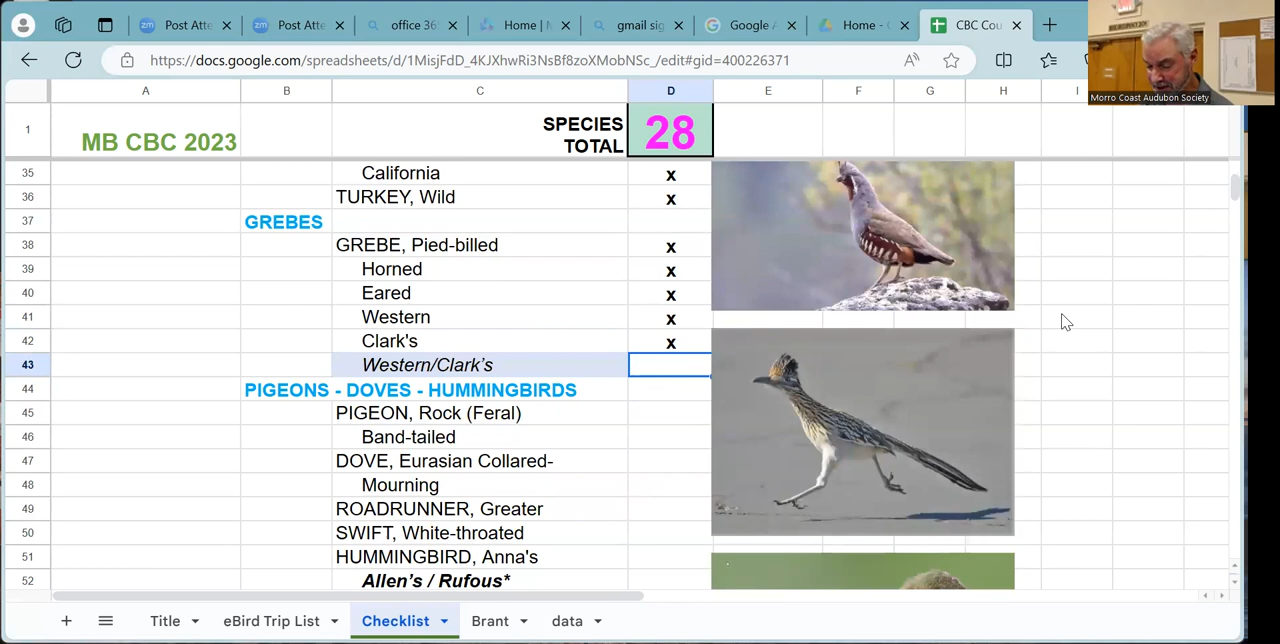 Post Atte
Post Atte
office 36
Home | N
gmail sig
Google A
Home - G
CBC Cou
https://docs.google.com/spreadsheets/d/1MisjFdD_4KJXhwRi3NsBf8zoXMobNSc_/edit#gid=400226371
Morro Coast Audubon Society
A B C D E F G H I
1 MB CBC 2023 SPECIES TOTAL 28
35 California x
36 TURKEY, Wild x
37 GREBES
38 GREBE, Pied-billed x
39 Horned x
40 Eared x
41 Western x
42 Clark's x
43 Western/Clark’s
44 PIGEONS - DOVES - HUMMINGBIRDS
45 PIGEON, Rock (Feral)
46 Band-tailed
47 DOVE, Eurasian Collared-
48 Mourning
49 ROADRUNNER, Greater
50 SWIFT, White-throated
51 HUMMINGBIRD, Anna's
52 Allen’s / Rufous*
Title eBird Trip List Checklist Brant data